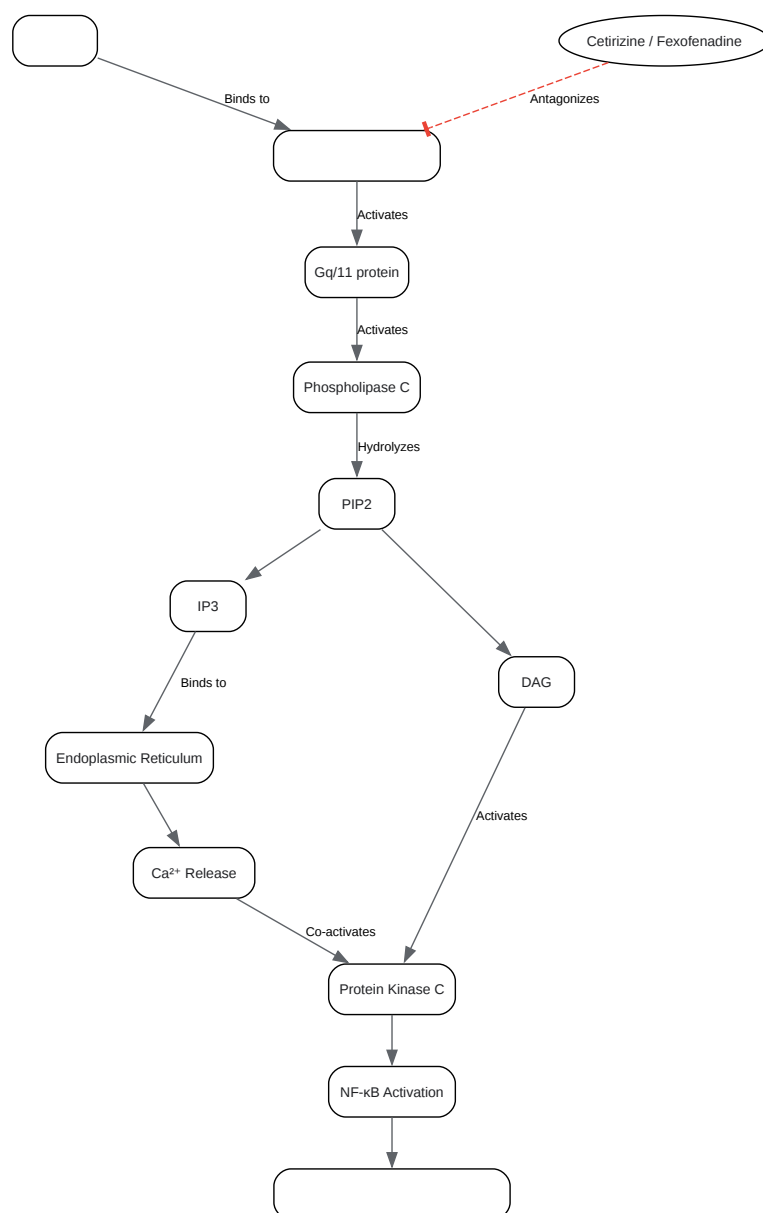 Cetirizine / Fexofenadine
Binds to
Antagonizes
Activates
Gq/11 protein
Activates
Phospholipase C
Hydrolyzes
PIP2
IP3
Binds to
DAG
Endoplasmic Reticulum
Activates
Ca²⁺ Release
Co-activates
Protein Kinase C
NF-κB Activation